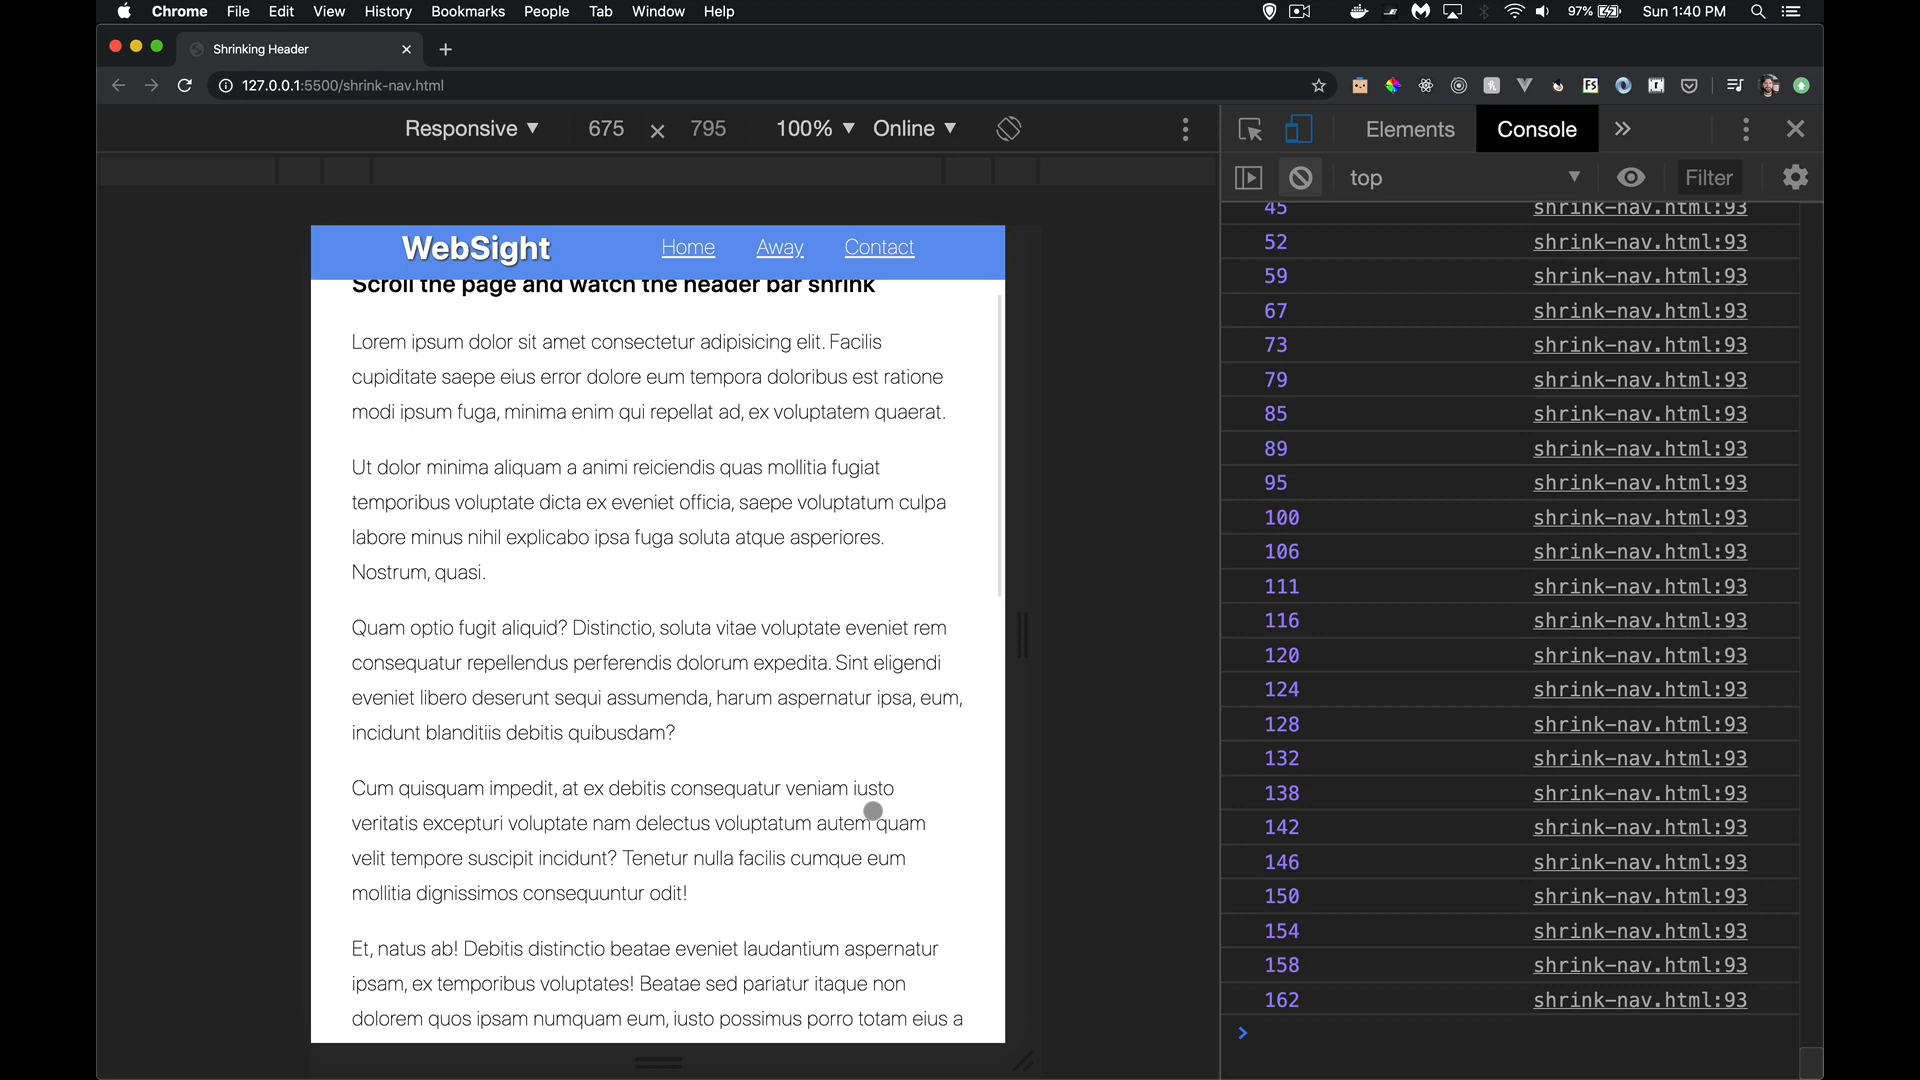 Chrome File Edit View History Bookmarks People Tab Window Help 97% Sun 1:40 PM
Shrinking Header
127.0.0.1:5500/shrink-nav.html
Responsive 675 × 795 100% Online
Elements Console
top Filter
WebSight Home Away Contact
Scroll the page and watch the header bar shrink
Lorem ipsum dolor sit amet consectetur adipisicing elit. Facilis
cupiditate saepe eius error dolore eum tempora doloribus est ratione
modi ipsum fuga, minima enim qui repellat ad, ex voluptatem quaerat.
Ut dolor minima aliquam a animi reiciendis quas mollitia fugiat
temporibus voluptate dicta ex eveniet officia, saepe voluptatum culpa
labore minus nihil explicabo ipsa fuga soluta atque asperiores.
Nostrum, quasi.
Quam optio fugit aliquid? Distinctio, soluta vitae voluptate eveniet rem
consequatur repellendus perferendis dolorum expedita. Sint eligendi
eveniet libero deserunt sequi assumenda, harum aspernatur ipsa, eum,
incidunt blanditiis debitis quibusdam?
Cum quisquam impedit, at ex debitis consequatur veniam iusto
veritatis excepturi voluptate nam delectus voluptatum autem quam
velit tempore suscipit incidunt? Tenetur nulla facilis cumque eum
mollitia dignissimos consequuntur odit!
Et, natus ab! Debitis distinctio beatae eveniet laudantium aspernatur
ipsam, ex temporibus voluptates! Beatae sed pariatur itaque non
dolorem quos ipsam numquam eum, iusto possimus porro totam eius a
45 shrink-nav.html:93
52 shrink-nav.html:93
59 shrink-nav.html:93
67 shrink-nav.html:93
73 shrink-nav.html:93
79 shrink-nav.html:93
85 shrink-nav.html:93
89 shrink-nav.html:93
95 shrink-nav.html:93
100 shrink-nav.html:93
106 shrink-nav.html:93
111 shrink-nav.html:93
116 shrink-nav.html:93
120 shrink-nav.html:93
124 shrink-nav.html:93
128 shrink-nav.html:93
132 shrink-nav.html:93
138 shrink-nav.html:93
142 shrink-nav.html:93
146 shrink-nav.html:93
150 shrink-nav.html:93
154 shrink-nav.html:93
158 shrink-nav.html:93
162 shrink-nav.html:93